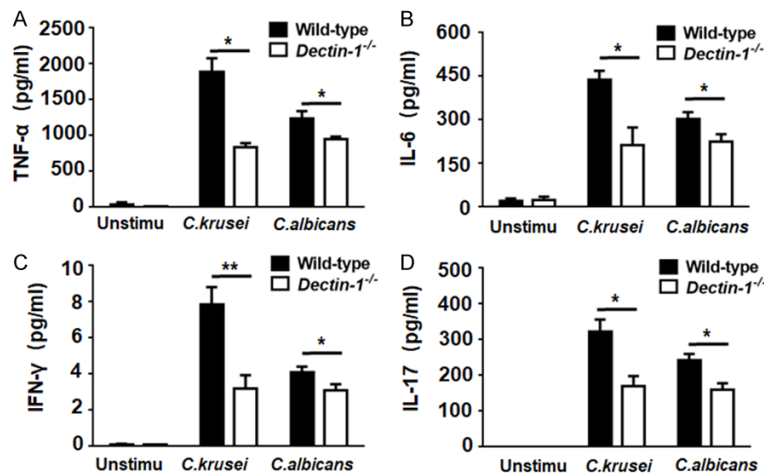 A
TNF-α (pg/ml)
2500
2000
1500
1000
500
0
Wild-type
Dectin-1-/-
*
*
Unstimu C.krusei C.albicans
B
IL-6 (pg/ml)
600
450
300
150
0
Wild-type
Dectin-1-/-
*
*
Unstimu C.krusei C.albicans
C
IFN-γ (pg/ml)
10
8
6
4
2
0
Wild-type
Dectin-1-/-
**
*
Unstimu C.krusei C.albicans
D
IL-17 (pg/ml)
500
400
300
200
100
0
Wild-type
Dectin-1-/-
*
*
Unstimu C.krusei C.albicans